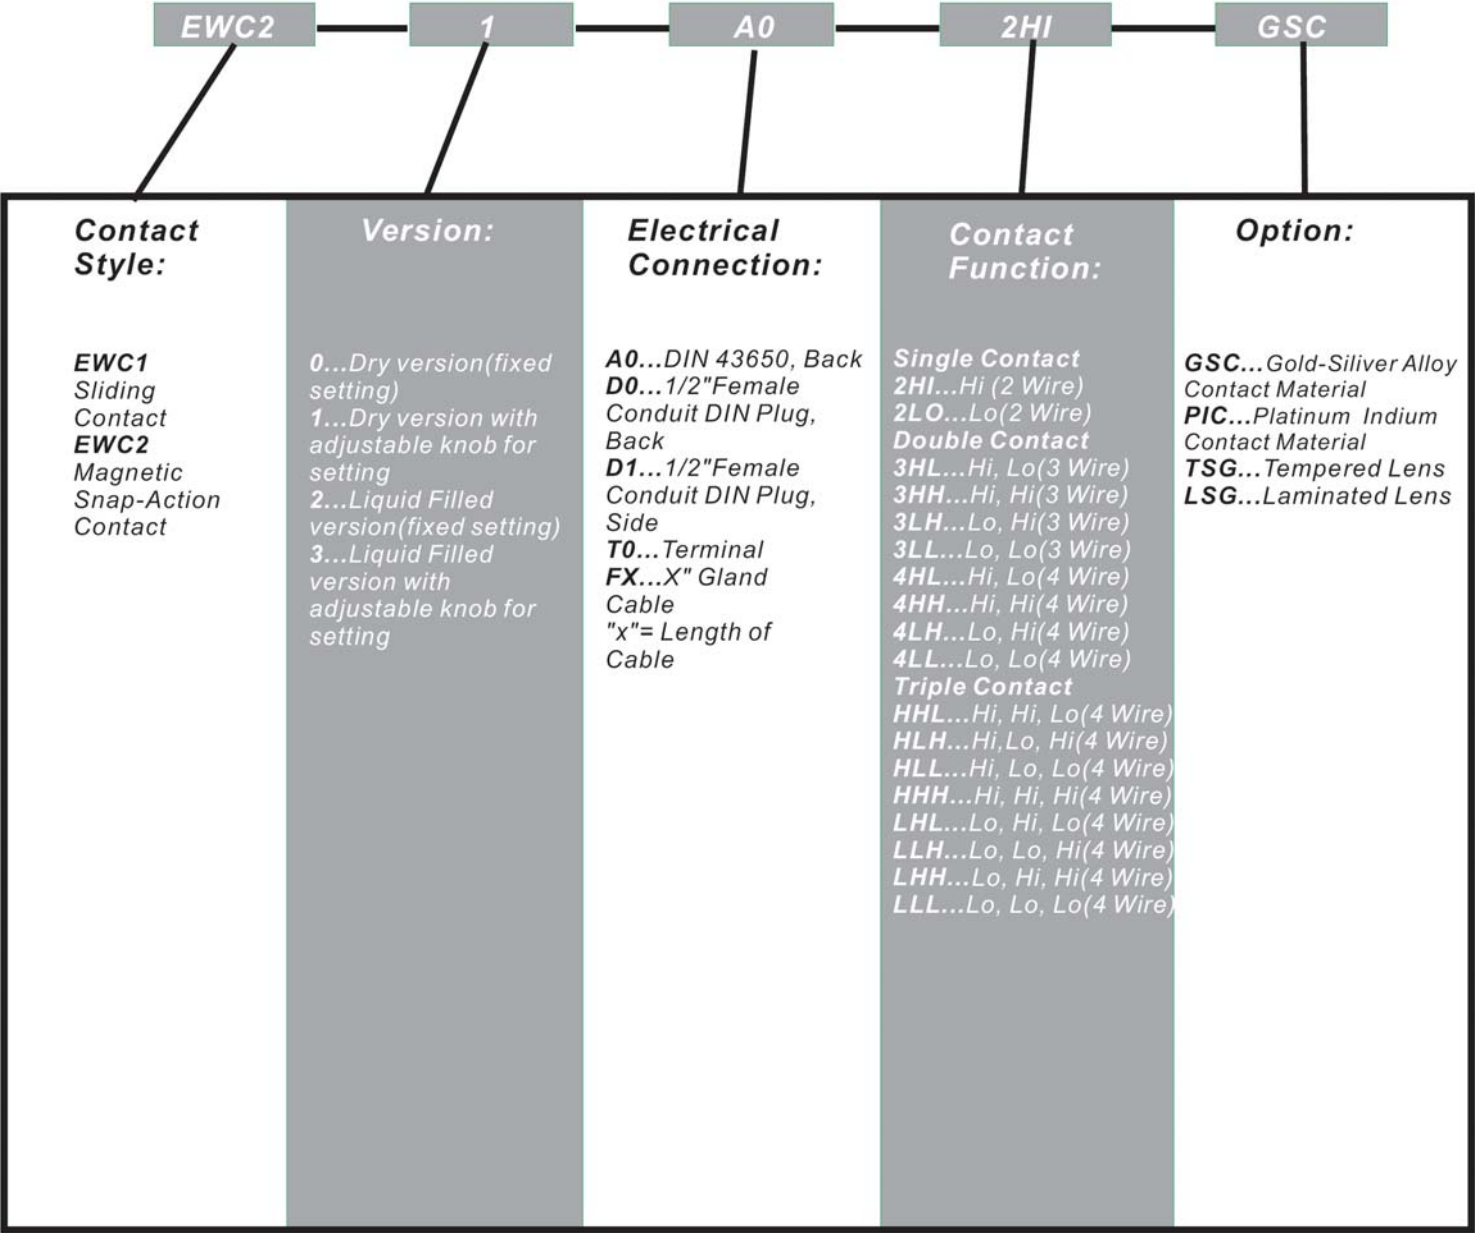 EWC2 1 A0 2HI GSC
Contact
Style:
EWC1
Sliding
Contact
EWC2
Magnetic
Snap-Action
Contact
Version:
0...Dry version(fixed
setting)
1...Dry version with
adjustable knob for
setting
2...Liquid Filled
version(fixed setting)
3...Liquid Filled
version with
adjustable knob for
setting
Electrical
Connection:
A0...DIN 43650, Back
D0...1/2"Female
Conduit DIN Plug,
Back
D1...1/2"Female
Conduit DIN Plug,
Side
T0...Terminal
FX...X" Gland
Cable
"x"= Length of
Cable
Contact
Function:
Single Contact
2HI...Hi (2 Wire)
2LO...Lo(2 Wire)
Double Contact
3HL...Hi, Lo(3 Wire)
3HH...Hi, Hi(3 Wire)
3LH...Lo, Hi(3 Wire)
3LL...Lo, Lo(3 Wire)
4HL...Hi, Lo(4 Wire)
4HH...Hi, Hi(4 Wire)
4LH...Lo, Hi(4 Wire)
4LL...Lo, Lo(4 Wire)
Triple Contact
HHL...Hi, Hi, Lo(4 Wire)
HLH...Hi,Lo, Hi(4 Wire)
HLL...Hi, Lo, Lo(4 Wire)
HHH...Hi, Hi, Hi(4 Wire)
LHL...Lo, Hi, Lo(4 Wire)
LLH...Lo, Lo, Hi(4 Wire)
LHH...Lo, Hi, Hi(4 Wire)
LLL...Lo, Lo, Lo(4 Wire)
Option:
GSC...Gold-Siliver Alloy
Contact Material
PIC...Platinum Indium
Contact Material
TSG...Tempered Lens
LSG...Laminated Lens